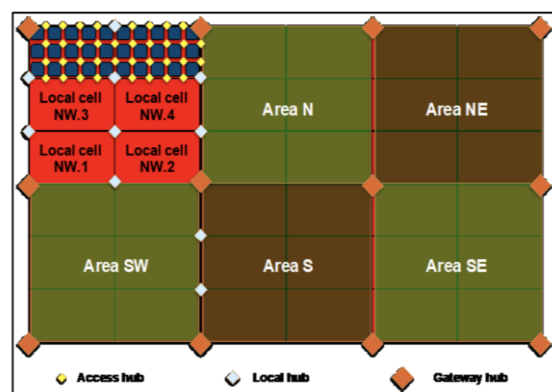 Local cell
NW.3
Local cell
NW.4
Area N
Area NE
Local cell
NW.1
Local cell
NW.2
Area SW
Area S
Area SE
Access hub
Local hub
Gateway hub